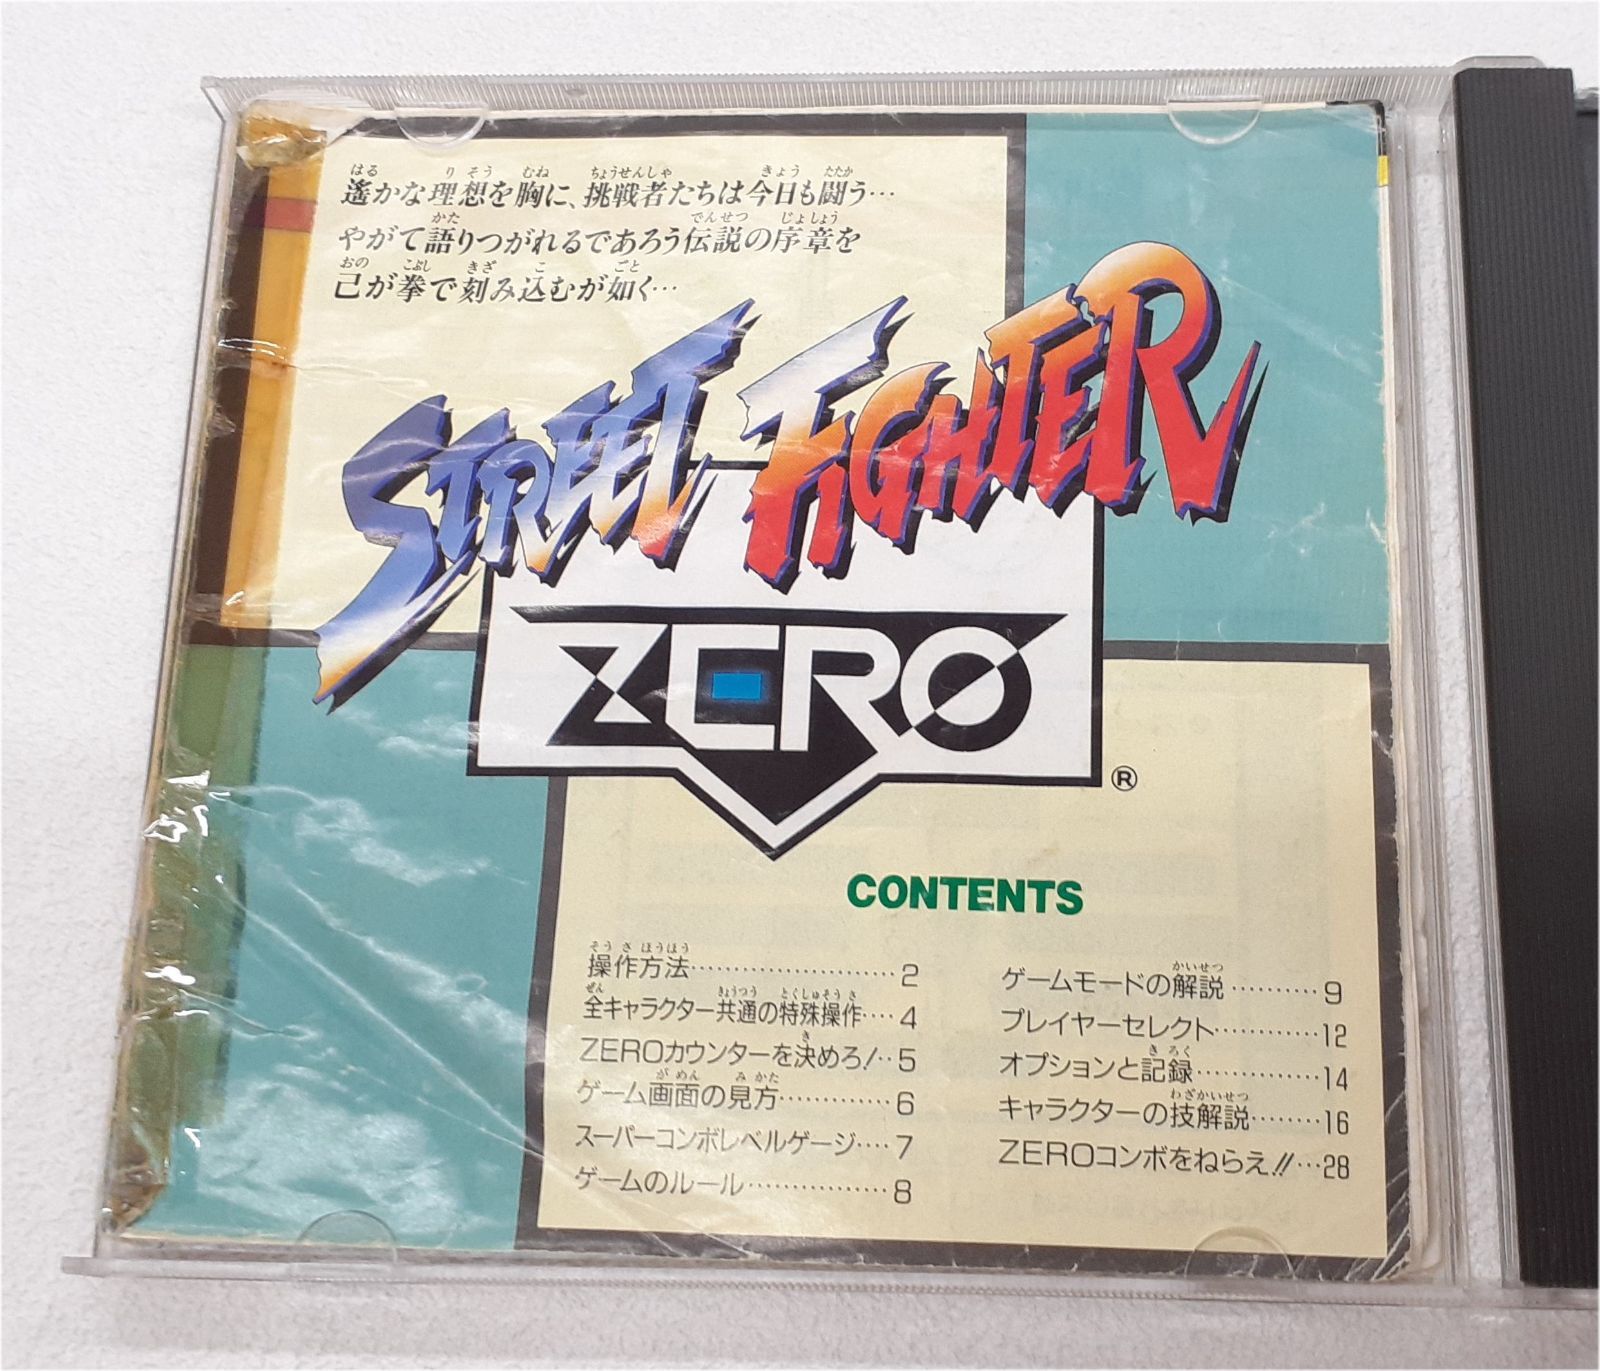 遙かな理想を胸に、挑戦者たちは今日も闘う…
やがて語りつがれるであろう伝説の序章を
己が拳で刻み込むが如く…
STREET FIGHTER
ZERO
®
CONTENTS
操作方法……………………2
全キャラクター共通の特殊操作‥‥4
ZEROカウンターを決めろ!‥5
ゲーム画面の見方……………6
スーパーコンボレベルゲージ‥‥7
ゲームのルール………………8
ゲームモードの解説…………9
プレイヤーセレクト…………12
オプションと記録……………14
キャラクターの技解説………16
ZEROコンボをねらえ!!…28